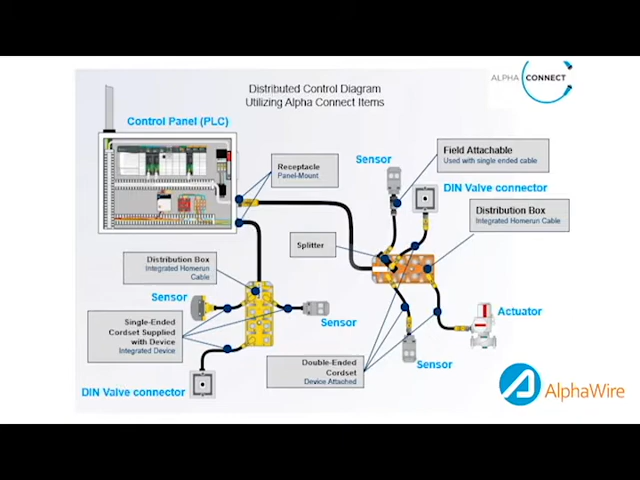 ALPHA CONNECT
Distributed Control Diagram
Utilizing Alpha Connect Items
Control Panel (PLC)
Sensor
Field Attachable
Used with single ended cable
Receptacle
Panel-Mount
DIN Valve connector
Distribution Box
Integrated Homerun Cable
Splitter
Distribution Box
Integrated Homerun
Cable
Sensor
Single-Ended
Cordset Supplied
with Device
Integrated Device
Sensor
Actuator
Double-Ended
Cordset
Device Attached
Sensor
DIN Valve connector
AlphaWire